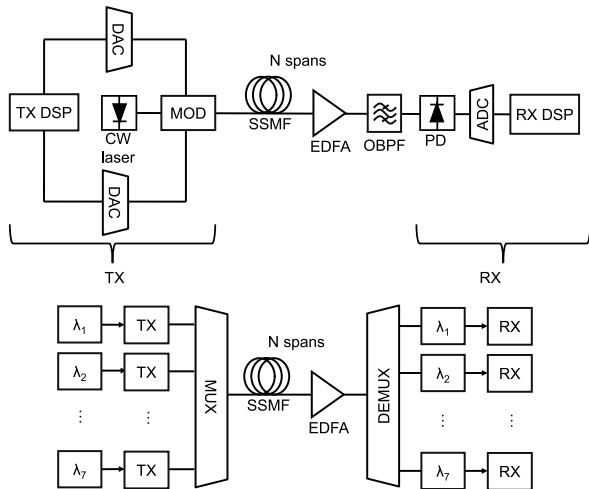 DAC
N spans
TX DSP
CW
laser
MOD
SSMF
EDFA
OBPF
PD
ADC
RX DSP
DAC
TX
RX
λ1
TX
λ2
TX
⋮
⋮
λ7
TX
MUX
N spans
SSMF
EDFA
DEMUX
λ1
RX
λ2
RX
⋮
⋮
λ7
RX